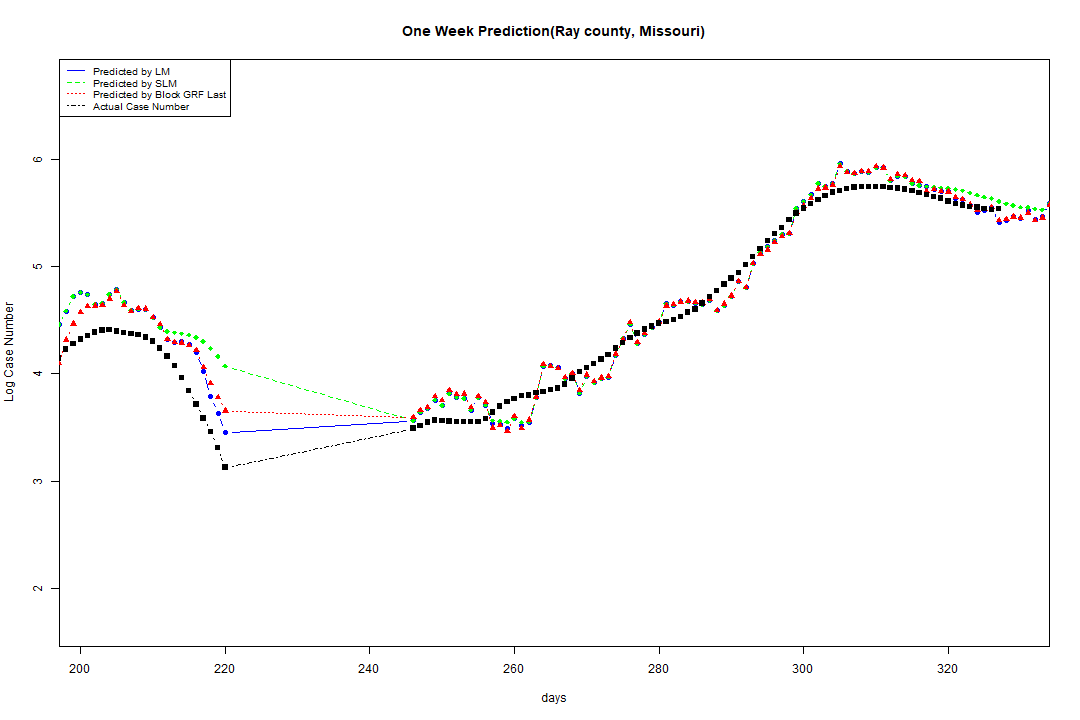 One Week Prediction(Ray county, Missouri)
Predicted by LM
Predicted by SLM
Predicted by Block GRF Last
Actual Case Number
6
5
4
3
2
Log Case Number
200 220 240 260 280 300 320
days